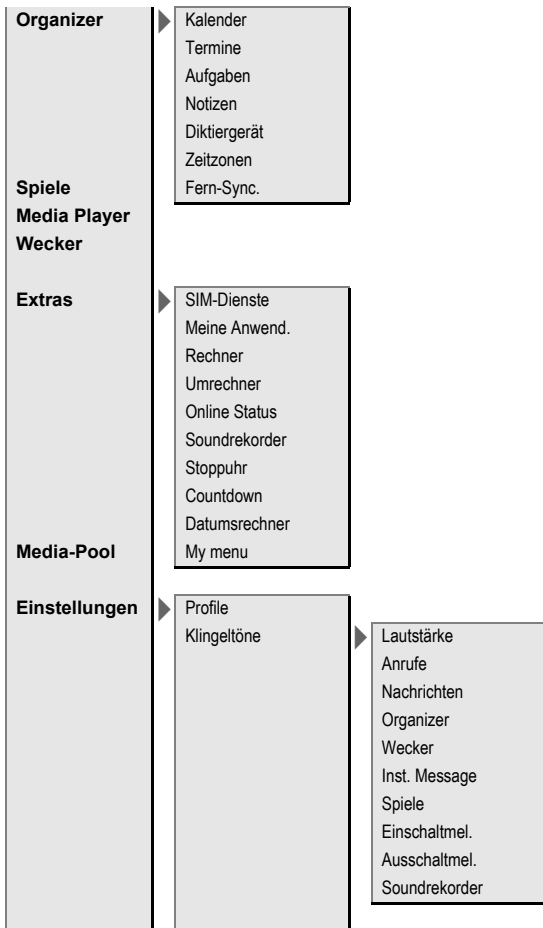 Organizer
Kalender
Termine
Aufgaben
Notizen
Diktiergerät
Zeitzonen
Fern-Sync.
Spiele
Media Player
Wecker
Extras
SIM-Dienste
Meine Anwend.
Rechner
Umrechner
Online Status
Soundrekorder
Stoppuhr
Countdown
Datumsrechner
My menu
Media-Pool
Einstellungen
Profile
Klingeltöne
Lautstärke
Anrufe
Nachrichten
Organizer
Wecker
Inst. Message
Spiele
Einschaltmel.
Ausschaltmel.
Soundrekorder